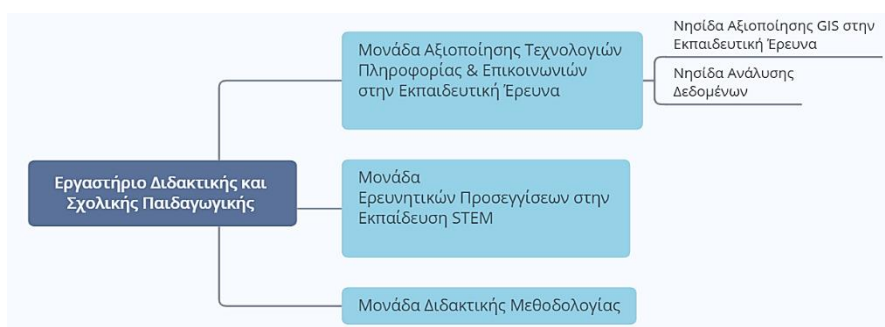 Εργαστήριο Διδακτικής και
Σχολικής Παιδαγωγικής
Μονάδα Αξιοποίησης Τεχνολογιών
Πληροφορίας & Επικοινωνιών
στην Εκπαιδευτική Έρευνα
Νησίδα Αξιοποίησης GIS στην
Εκπαιδευτική Έρευνα
Νησίδα Ανάλυσης
Δεδομένων
Μονάδα
Ερευνητικών Προσεγγίσεων στην
Εκπαίδευση STEM
Μονάδα Διδακτικής Μεθοδολογίας